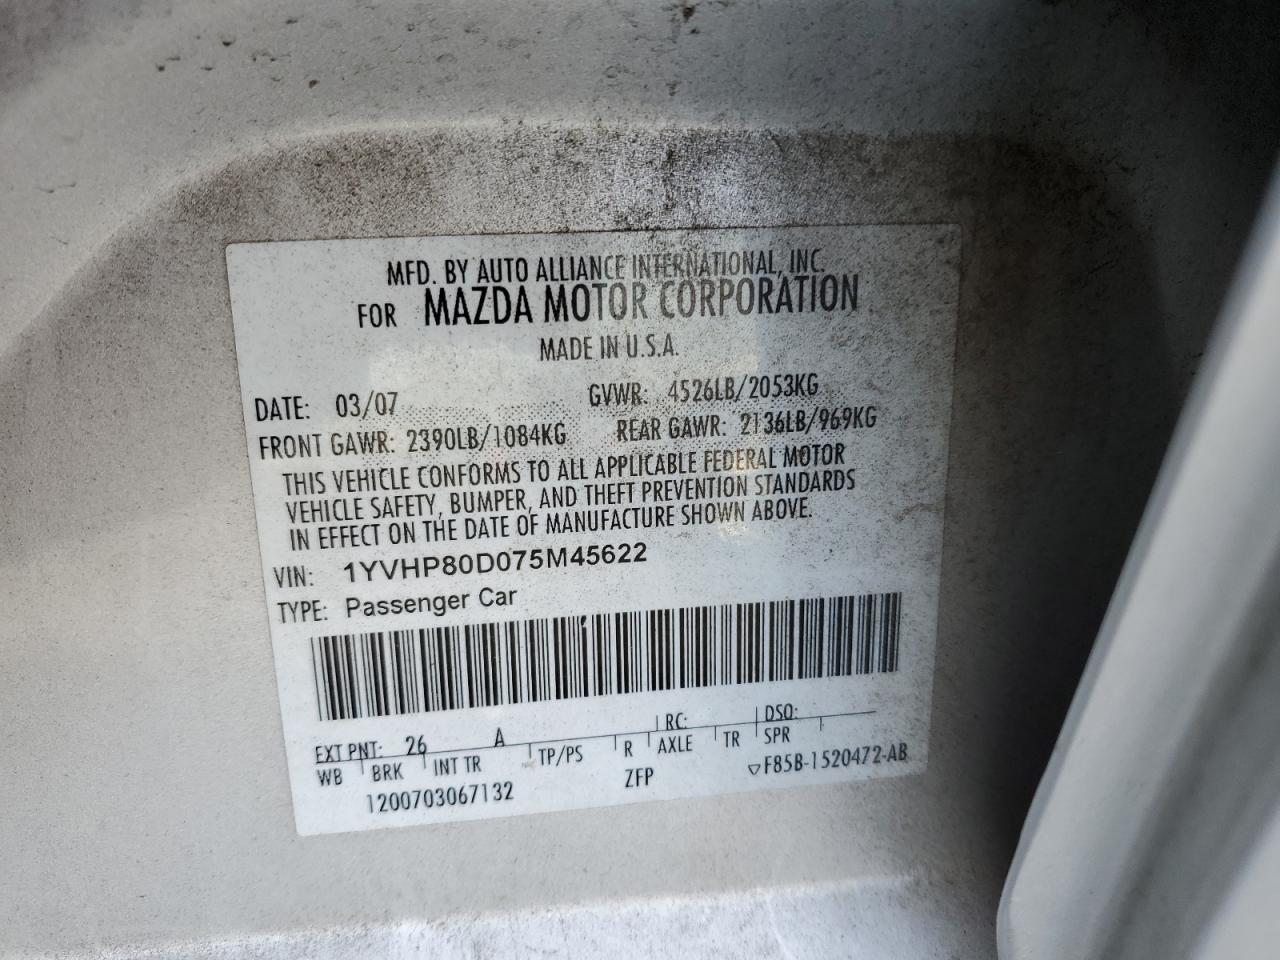 MFD. BY AUTO ALLIANCE INTERNATIONAL, INC.
FOR MAZDA MOTOR CORPORATION
MADE IN U.S.A.
DATE: 03/07 GVWR: 4526LB/2053KG
FRONT GAWR: 2390LB/1084KG REAR GAWR: 2136LB/969KG
THIS VEHICLE CONFORMS TO ALL APPLICABLE FEDERAL MOTOR
VEHICLE SAFETY, BUMPER, AND THEFT PREVENTION STANDARDS
IN EFFECT ON THE DATE OF MANUFACTURE SHOWN ABOVE.
VIN: 1YVHP80D075M45622
TYPE: Passenger Car
EXT PNT: 26 A RC: DSO:
WB BRK INT TR TP/PS R AXLE TR SPR
1200703067132 ZFP ▽F85B-1520472-AB